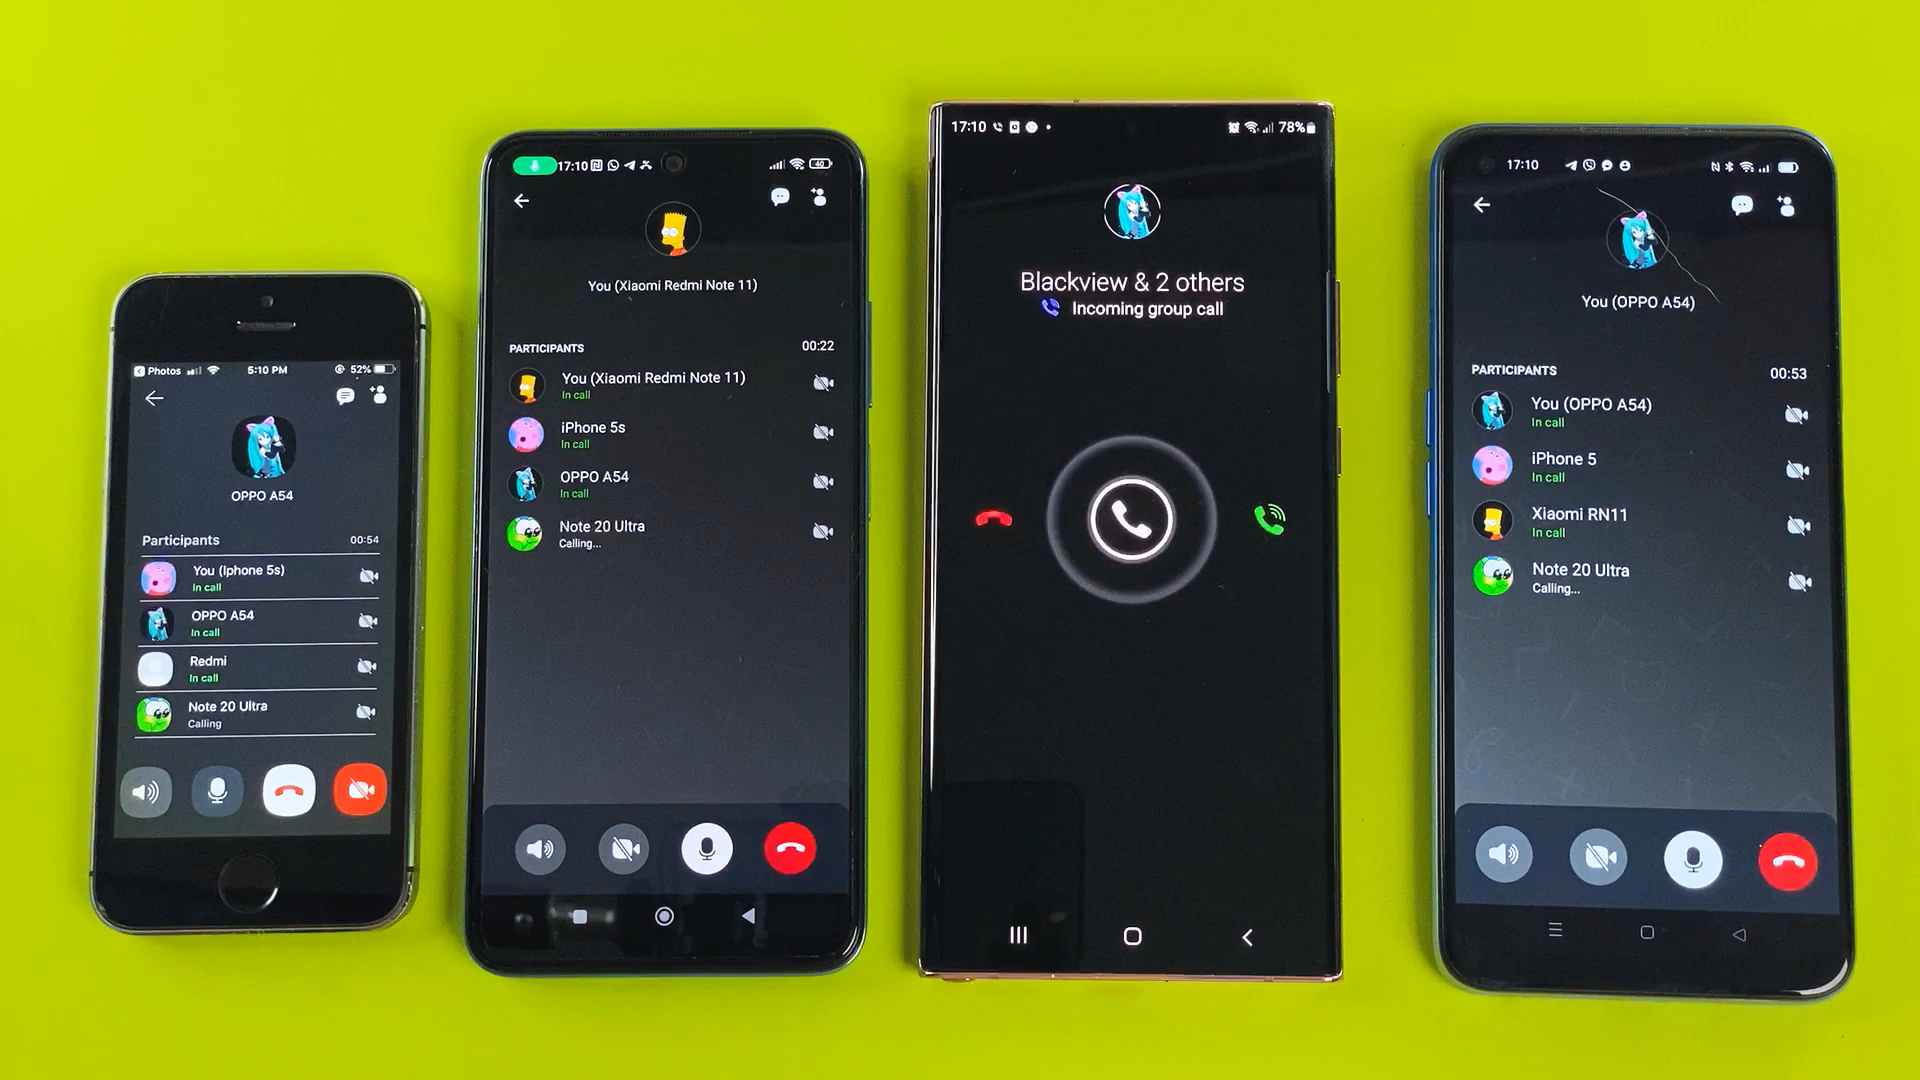 Photos
5:10 PM
52%
OPPO A54
Participants
00:54
You (Iphone 5s)
In call
OPPO A54
In call
Redmi
In call
Note 20 Ultra
Calling
17:10
40
You (Xiaomi Redmi Note 11)
PARTICIPANTS
00:22
You (Xiaomi Redmi Note 11)
In call
iPhone 5s
In call
OPPO A54
In call
Note 20 Ultra
Calling...
17:10
78%
Blackview & 2 others
Incoming group call
17:10
You (OPPO A54)
PARTICIPANTS
00:53
You (OPPO A54)
In call
iPhone 5
In call
Xiaomi RN11
In call
Note 20 Ultra
Calling...